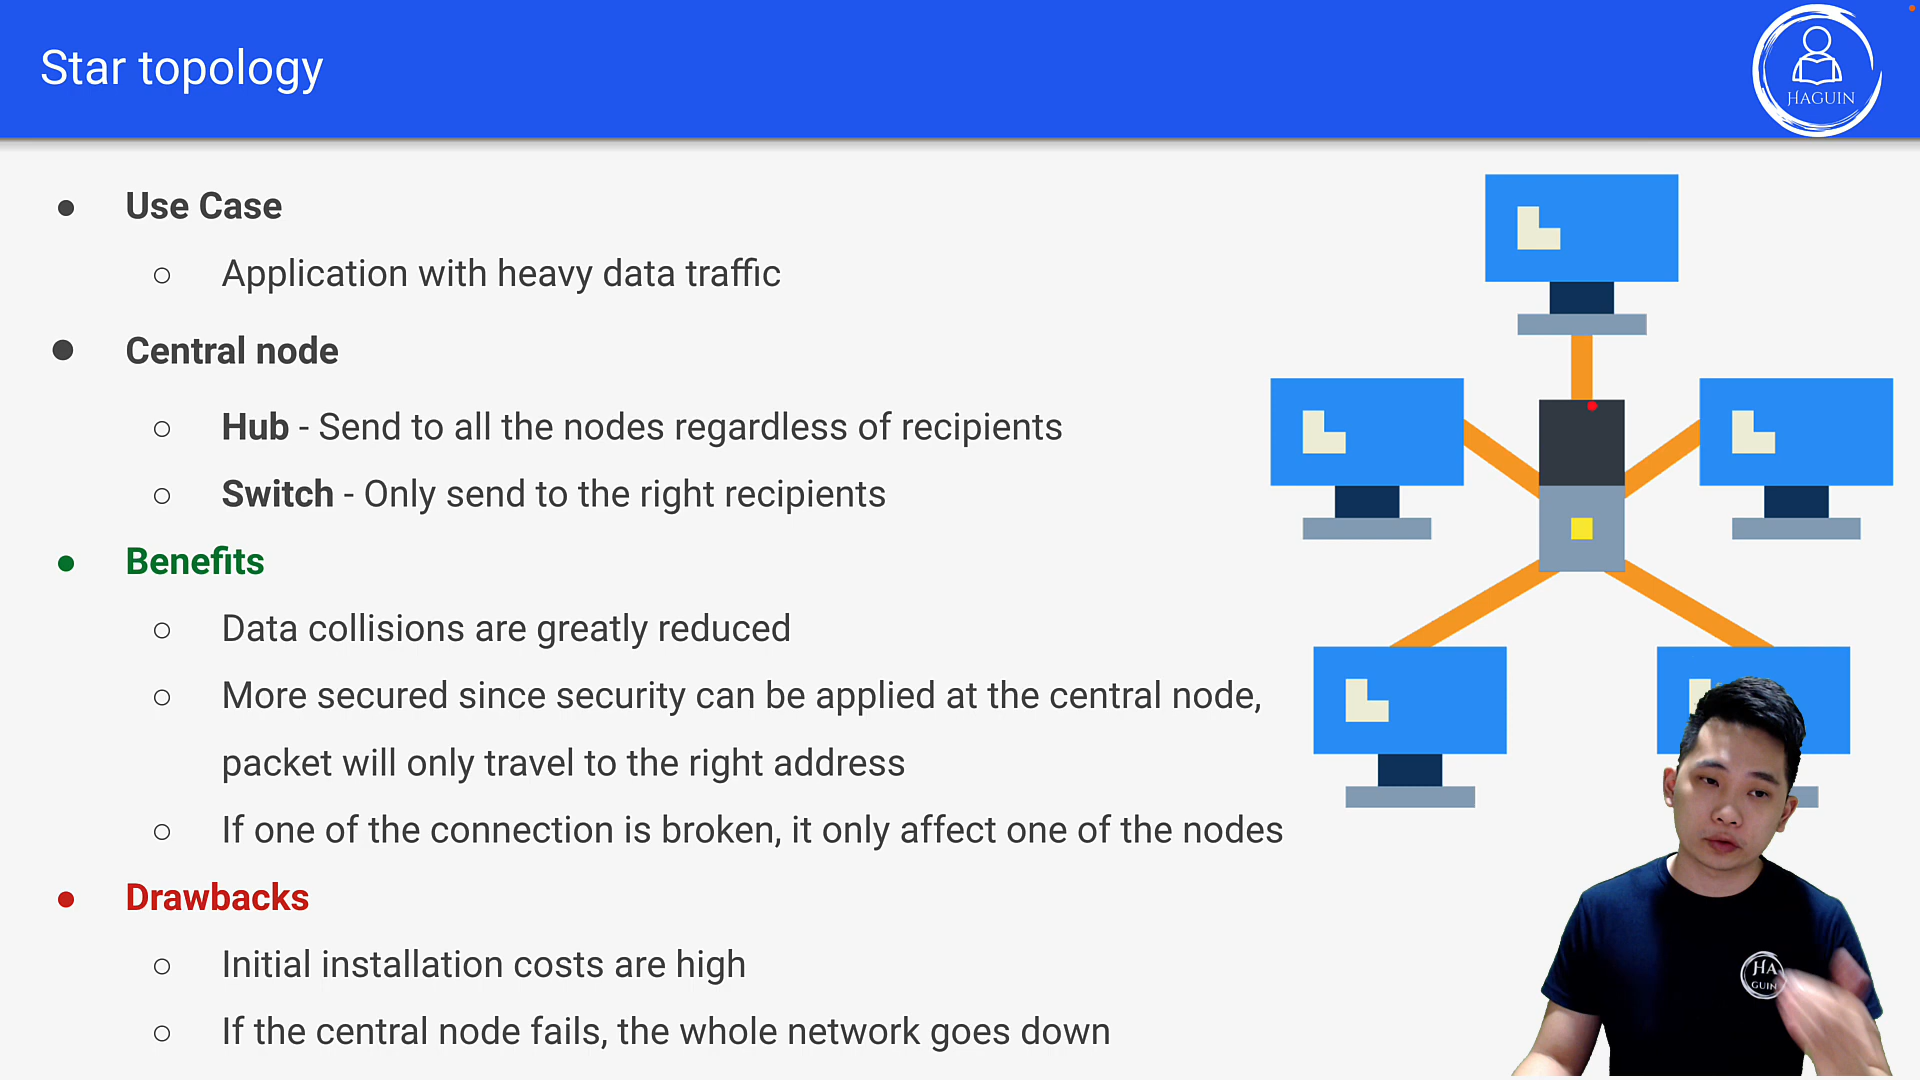 Star topology
HAGUIN
Use Case
Application with heavy data traffic
Central node
Hub - Send to all the nodes regardless of recipients
Switch - Only send to the right recipients
Benefits
Data collisions are greatly reduced
More secured since security can be applied at the central node,
packet will only travel to the right address
If one of the connection is broken, it only affect one of the nodes
Drawbacks
Initial installation costs are high
If the central node fails, the whole network goes down
HA
GUIN